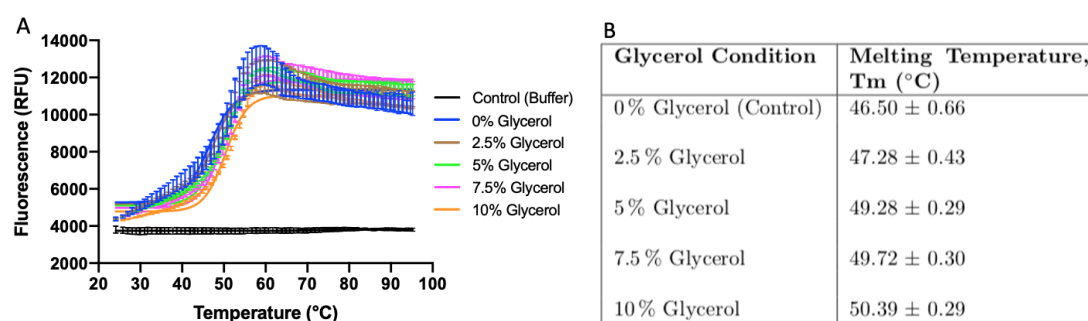 A
14000
12000
10000
8000
6000
4000
2000
Fluorescence (RFU)
20 30 40 50 60 70 80 90 100
Temperature (°C)
Control (Buffer)
0% Glycerol
2.5% Glycerol
5% Glycerol
7.5% Glycerol
10% Glycerol
B
Glycerol Condition Melting Temperature,
Tm (°C)
0% Glycerol (Control) 46.50 ± 0.66
2.5% Glycerol 47.28 ± 0.43
5% Glycerol 49.28 ± 0.29
7.5% Glycerol 49.72 ± 0.30
10% Glycerol 50.39 ± 0.29